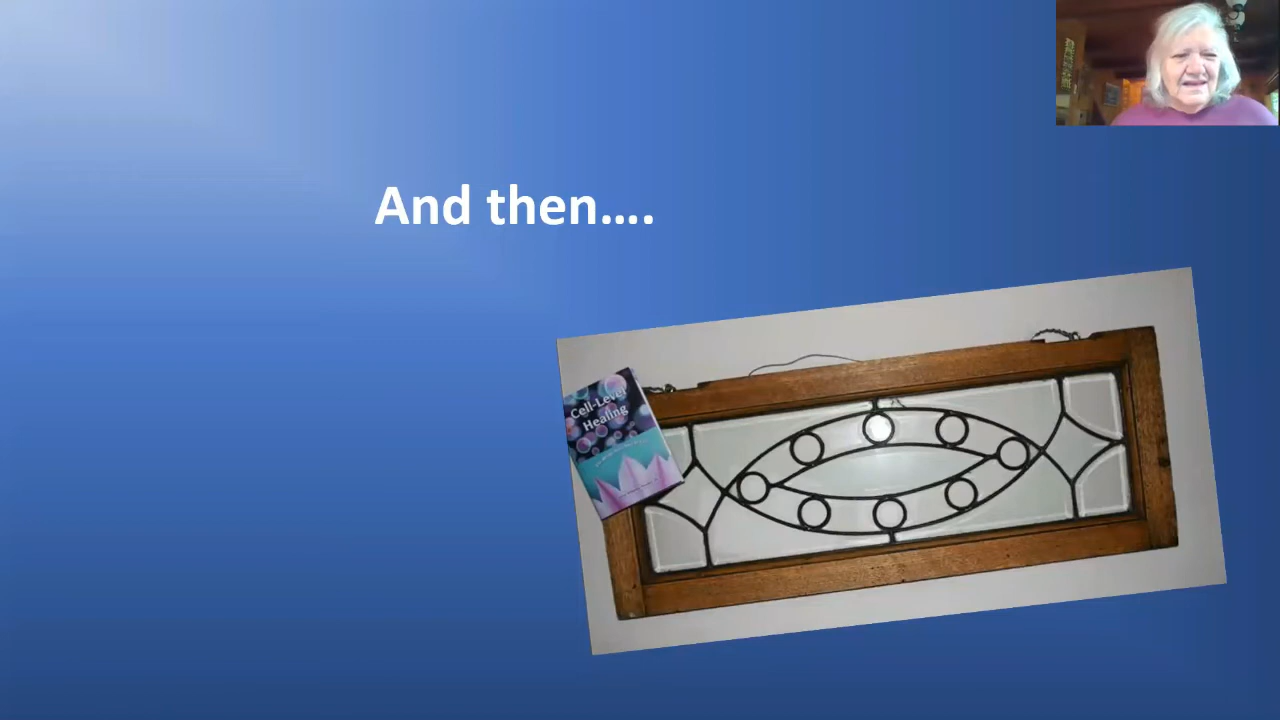 And then….
Cell-Level
Healing